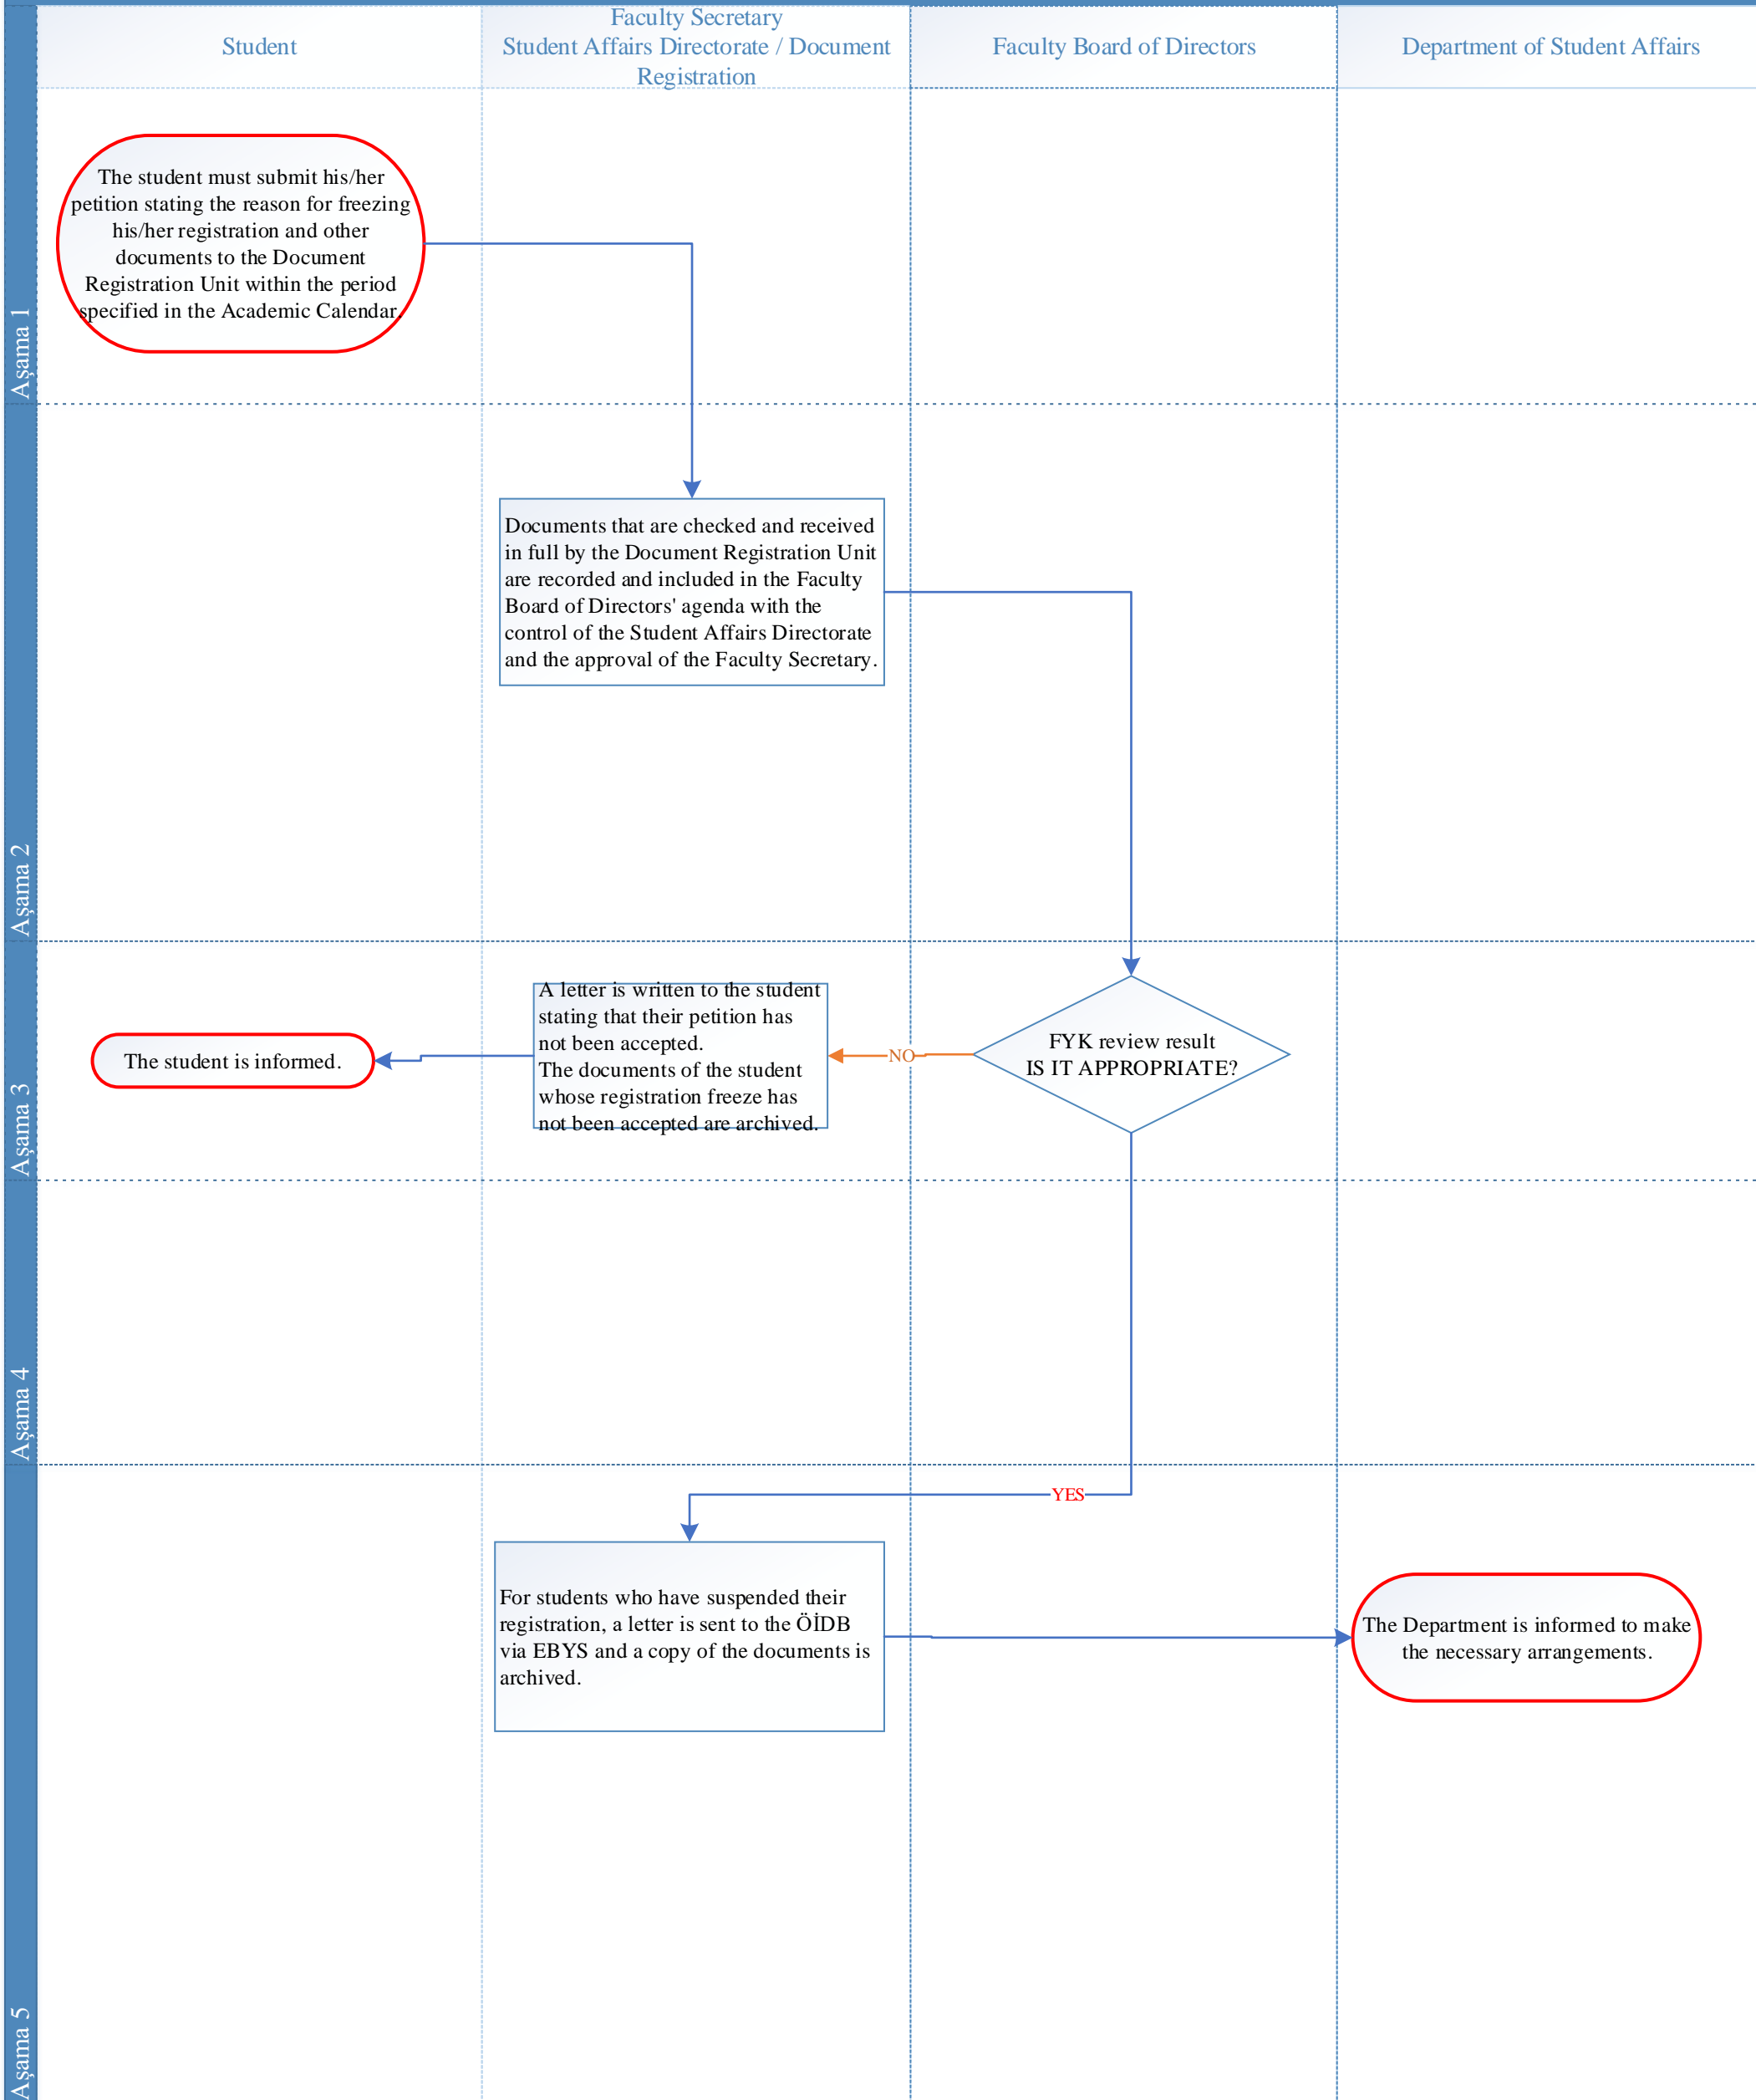 Student
Faculty Secretary
Student Affairs Directorate / Document
Registration
Faculty Board of Directors
Department of Student Affairs
Aşama 1
The student must submit his/her
petition stating the reason for freezing
his/her registration and other
documents to the Document
Registration Unit within the period
specified in the Academic Calendar.
Aşama 2
Documents that are checked and received
in full by the Document Registration Unit
are recorded and included in the Faculty
Board of Directors' agenda with the
control of the Student Affairs Directorate
and the approval of the Faculty Secretary.
Aşama 3
The student is informed.
A letter is written to the student
stating that their petition has
not been accepted.
The documents of the student
whose registration freeze has
not been accepted are archived.
NO
FYK review result
IS IT APPROPRIATE?
Aşama 4
YES
Aşama 5
For students who have suspended their
registration, a letter is sent to the ÖİDB
via EBYS and a copy of the documents is
archived.
The Department is informed to make
the necessary arrangements.